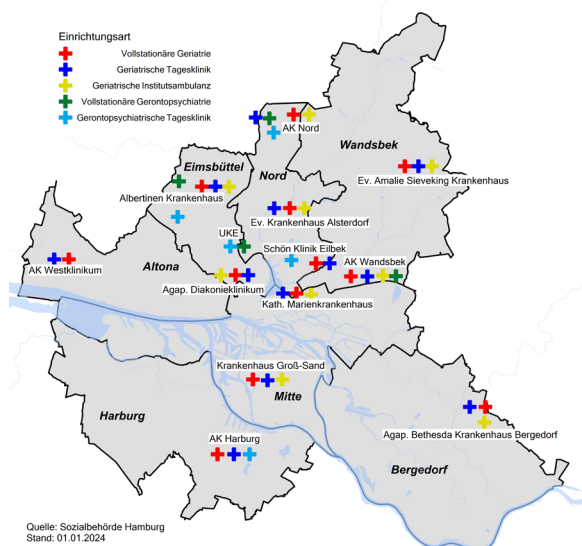 Einrichtungsart
Vollstationäre Geriatrie
Geriatrische Tagesklinik
Geriatrische Institutsambulanz
Vollstationäre Gerontopsychiatrie
Gerontopsychiatrische Tagesklinik
AK Nord
Wandsbek
Eimsbüttel
Nord
Ev. Amalie Sieveking Krankenhaus
Albertinen Krankenhaus
Ev. Krankenhaus Alsterdorf
UKE
Schön Klinik Eilbek
AK Westklinikum
Altona
AK Wandsbek
Agap. Diakonieklinikum
Kath. Marienkrankenhaus
Krankenhaus Groß-Sand
Mitte
Harburg
Agap. Bethesda Krankenhaus Bergedorf
AK Harburg
Bergedorf
Quelle: Sozialbehörde Hamburg
Stand: 01.01.2024